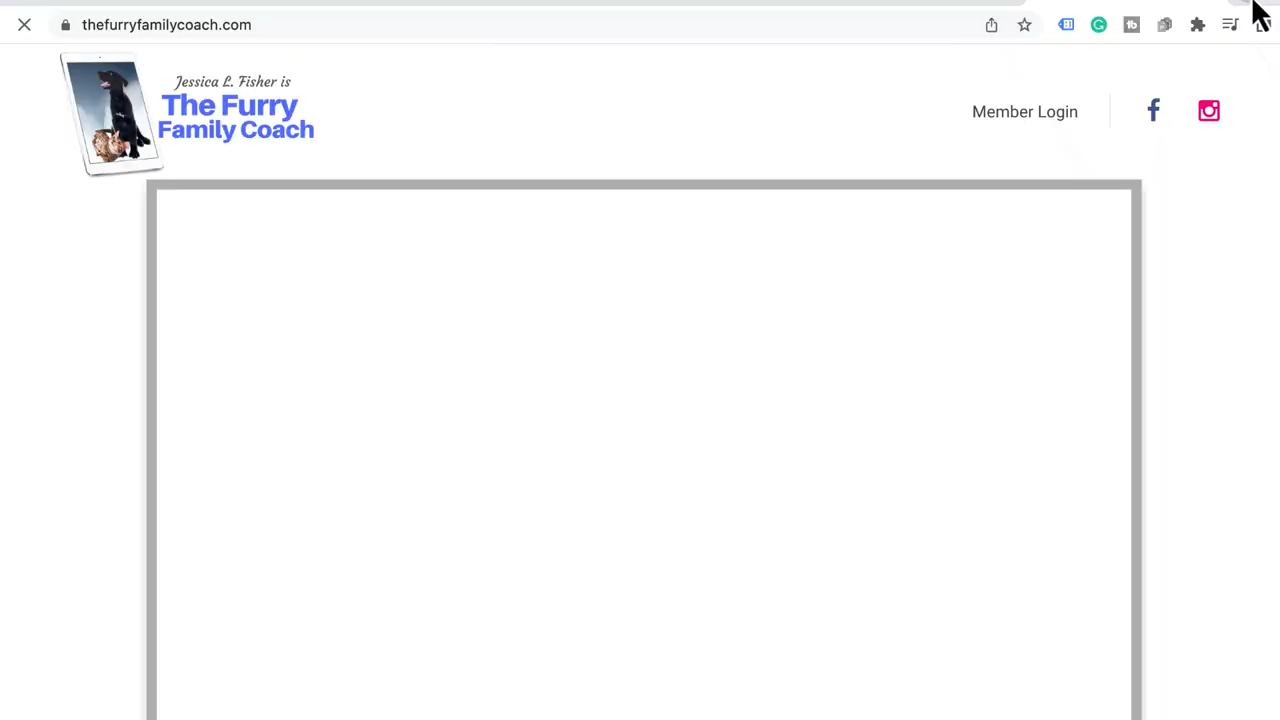 thefurryfamilycoach.com
Jessica L. Fisher is
The Furry
Family Coach
Member Login